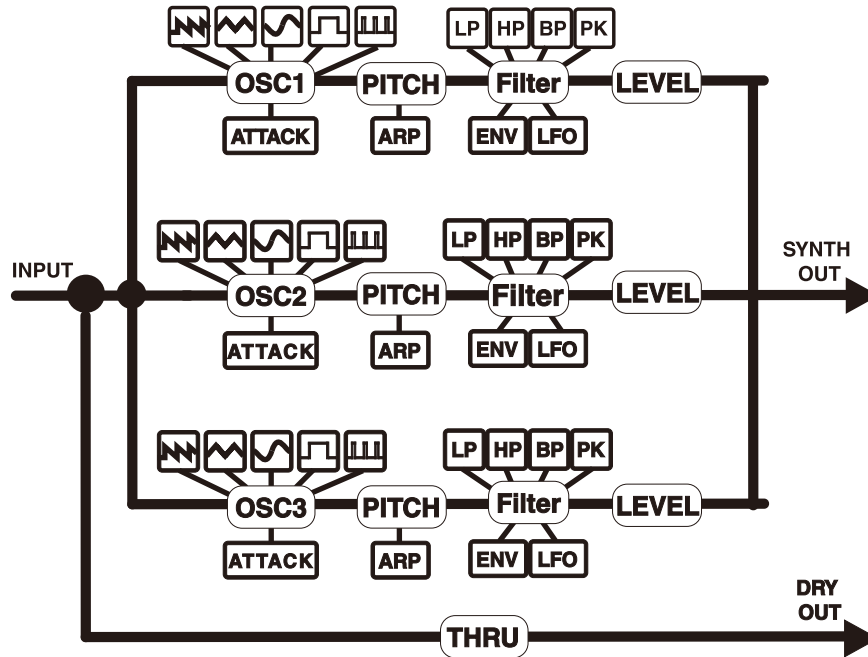 LP HP BP PK
OSC1 PITCH Filter LEVEL
ATTACK ARP ENV LFO
LP HP BP PK
INPUT
SYNTH
OUT
OSC2 PITCH Filter LEVEL
ATTACK ARP ENV LFO
LP HP BP PK
OSC3 PITCH Filter LEVEL
ATTACK ARP ENV LFO
DRY
OUT
THRU